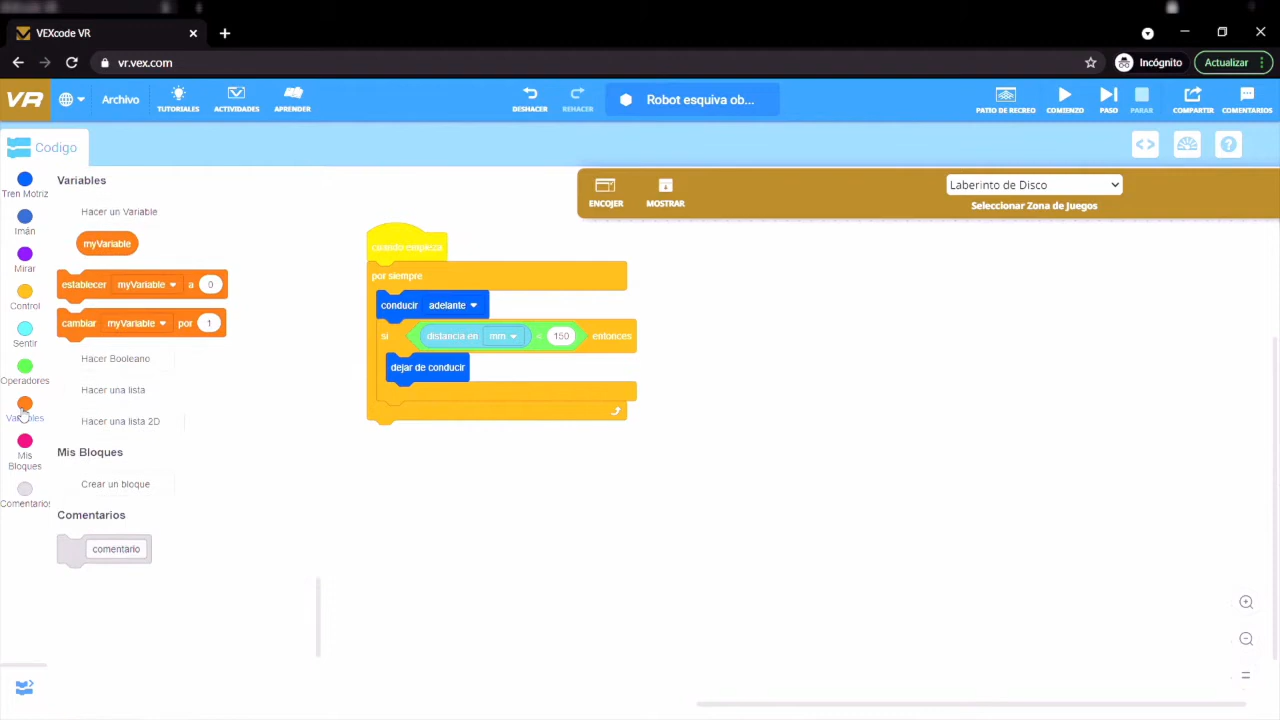 VEXcode VR
vr.vex.com
Incógnito
Actualizar
VR
Archivo
TUTORIALES
ACTIVIDADES
APRENDER
DESHACER
REHACER
Robot esquiva ob...
PATIO DE RECREO
COMIENZO
PASO
PARAR
COMPARTIR
COMENTARIOS
Codigo
Tren Motriz
Imán
Mirar
Control
Sentir
Operadores
Variables
Mis
Bloques
Comentarios
Variables
Hacer un Variable
myVariable
establecer myVariable a 0
cambiar myVariable por 1
Hacer Booleano
Hacer una lista
Hacer una lista 2D
Mis Bloques
Crear un bloque
Comentarios
comentario
ENCOJER
MOSTRAR
Laberinto de Disco
Seleccionar Zona de Juegos
cuando empieza
por siempre
conducir adelante
si distancia en mm < 150 entonces
dejar de conducir